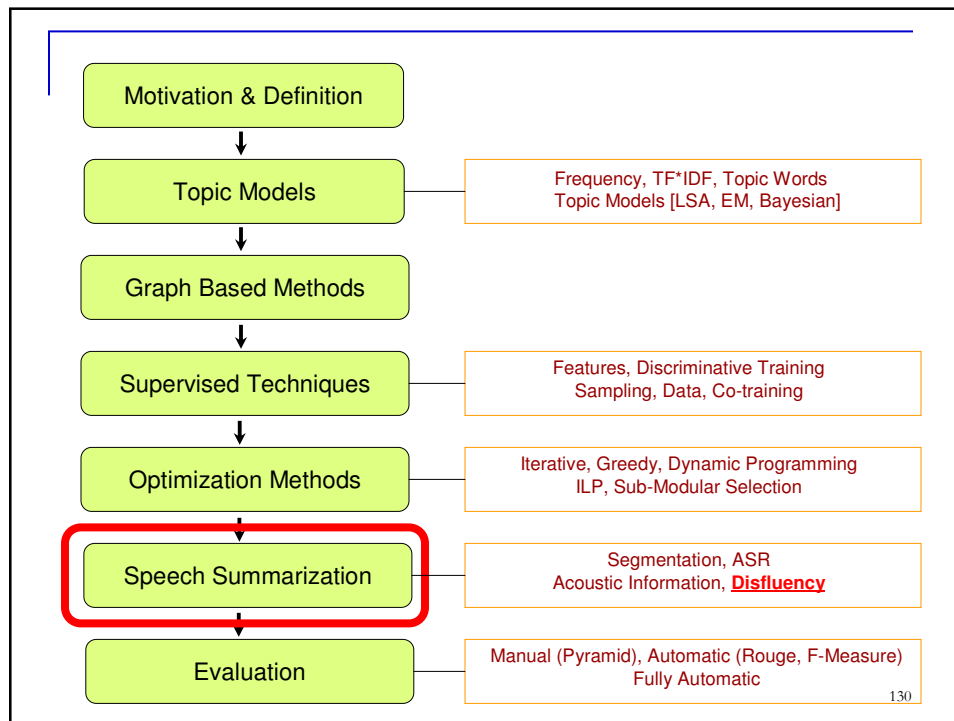 Motivation & Definition
Topic Models
Frequency, TF*IDF, Topic Words
Topic Models [LSA, EM, Bayesian]
Graph Based Methods
Supervised Techniques
Features, Discriminative Training
Sampling, Data, Co-training
Optimization Methods
Iterative, Greedy, Dynamic Programming
ILP, Sub-Modular Selection
Speech Summarization
Segmentation, ASR
Acoustic Information, Disfluency
Evaluation
Manual (Pyramid), Automatic (Rouge, F-Measure)
Fully Automatic
130